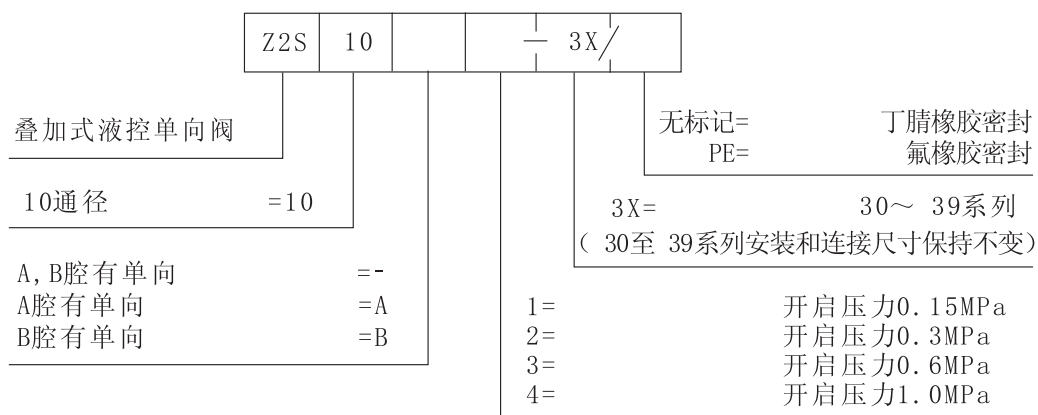 Z2S 10 — 3X/
叠加式液控单向阀
10通径 =10
A,B腔有单向 =-
A腔有单向 =A
B腔有单向 =B
无标记= 丁腈橡胶密封
PE= 氟橡胶密封
3X= 30～ 39系列
( 30至 39系列安装和连接尺寸保持不变)
1= 开启压力0.15MPa
2= 开启压力0.3MPa
3= 开启压力0.6MPa
4= 开启压力1.0MPa